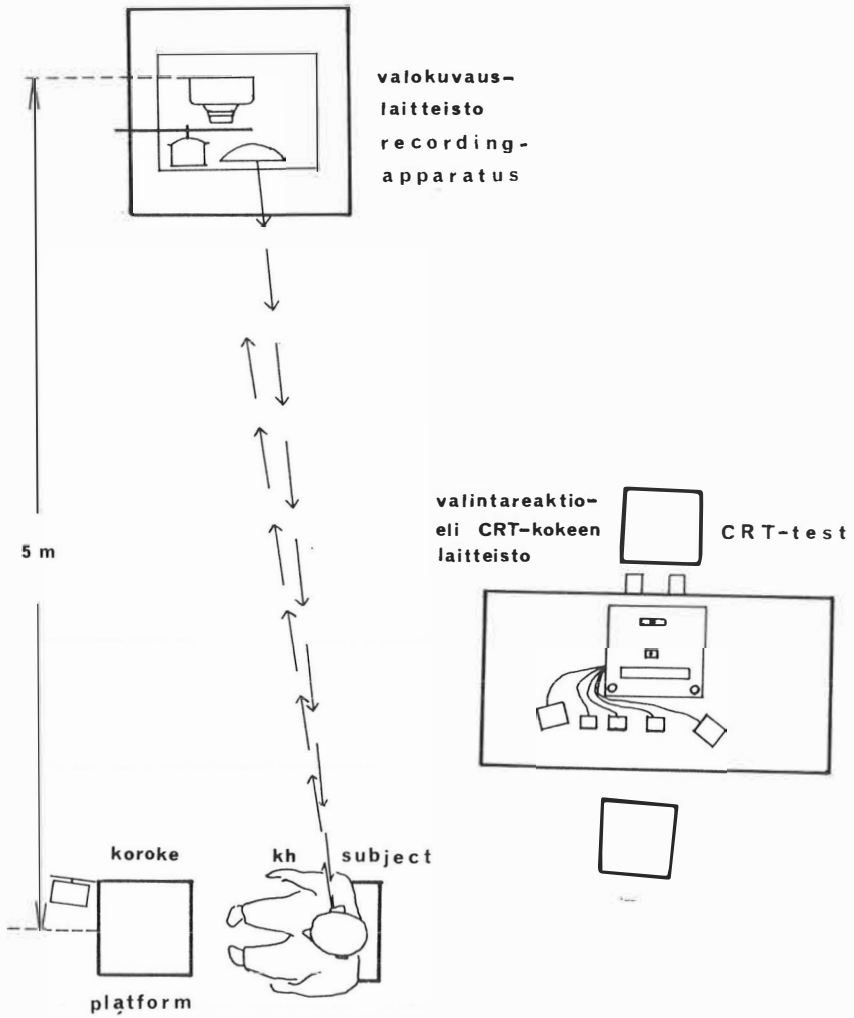 valokuvaus-
laitteisto
recording-
apparatus
valintareaktio-
eli CRT-kokeen
laitteisto
CRT-test
5 m
koroke
kh
subject
platform